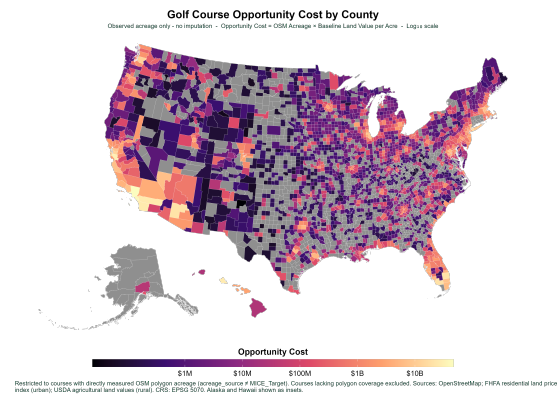 Golf Course Opportunity Cost by County
Observed acreage only - no imputation - Opportunity Cost = OSM Acreage × Baseline Land Value per Acre - Log₁₀ scale
Opportunity Cost
$1M $10M $100M $1B $10B
Restricted to courses with directly measured OSM polygon acreage (acreage_source ≠ MICE_Target). Courses lacking polygon coverage excluded. Sources: OpenStreetMap; FHFA residential land price
index (urban); USDA agricultural land values (rural). CRS: EPSG 5070. Alaska and Hawaii shown as insets.